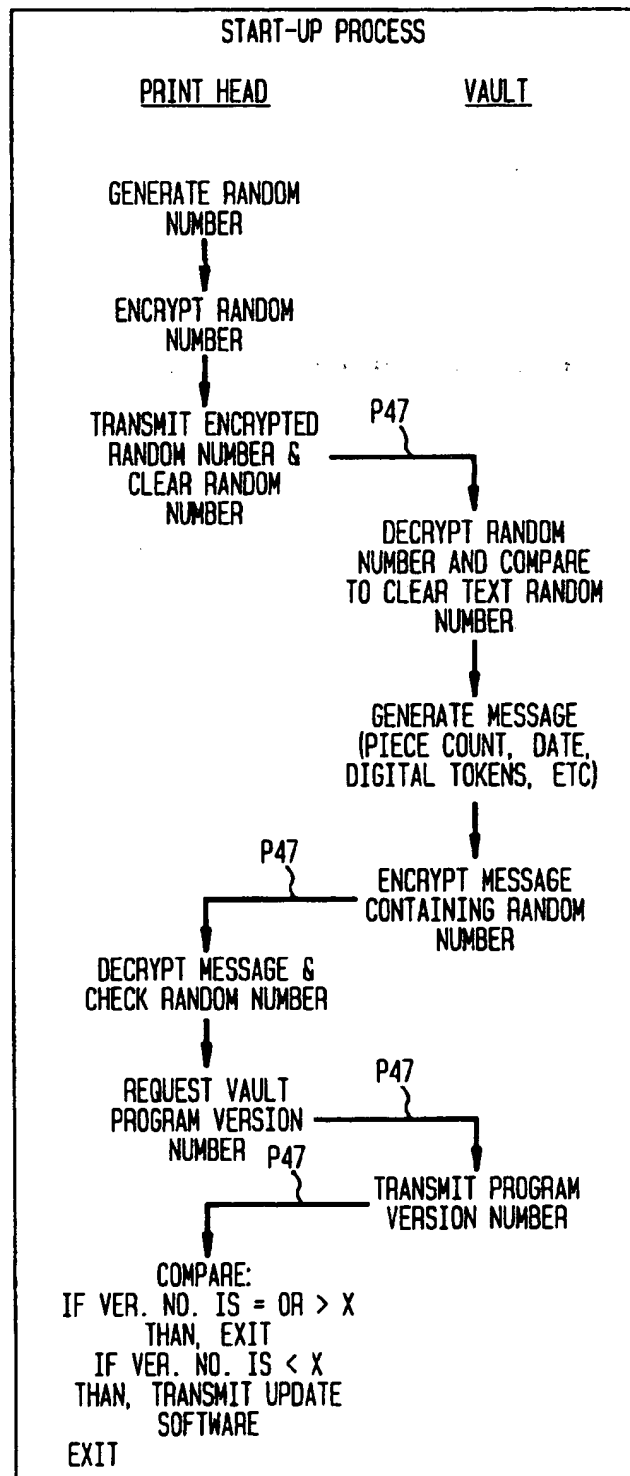 START-UP PROCESS
PRINT HEAD
VAULT
GENERATE RANDOM
NUMBER
ENCRYPT RANDOM
NUMBER
TRANSMIT ENCRYPTED
RANDOM NUMBER &
CLEAR RANDOM
NUMBER
P47
DECRYPT RANDOM
NUMBER AND COMPARE
TO CLEAR TEXT RANDOM
NUMBER
GENERATE MESSAGE
(PIECE COUNT, DATE,
DIGITAL TOKENS, ETC)
P47
ENCRYPT MESSAGE
CONTAINING RANDOM
NUMBER
DECRYPT MESSAGE &
CHECK RANDOM NUMBER
REQUEST VAULT
PROGRAM VERSION
NUMBER
P47
P47
TRANSMIT PROGRAM
VERSION NUMBER
COMPARE:
IF VER. NO. IS = OR > X
THAN, EXIT
IF VER. NO. IS < X
THAN, TRANSMIT UPDATE
SOFTWARE
EXIT